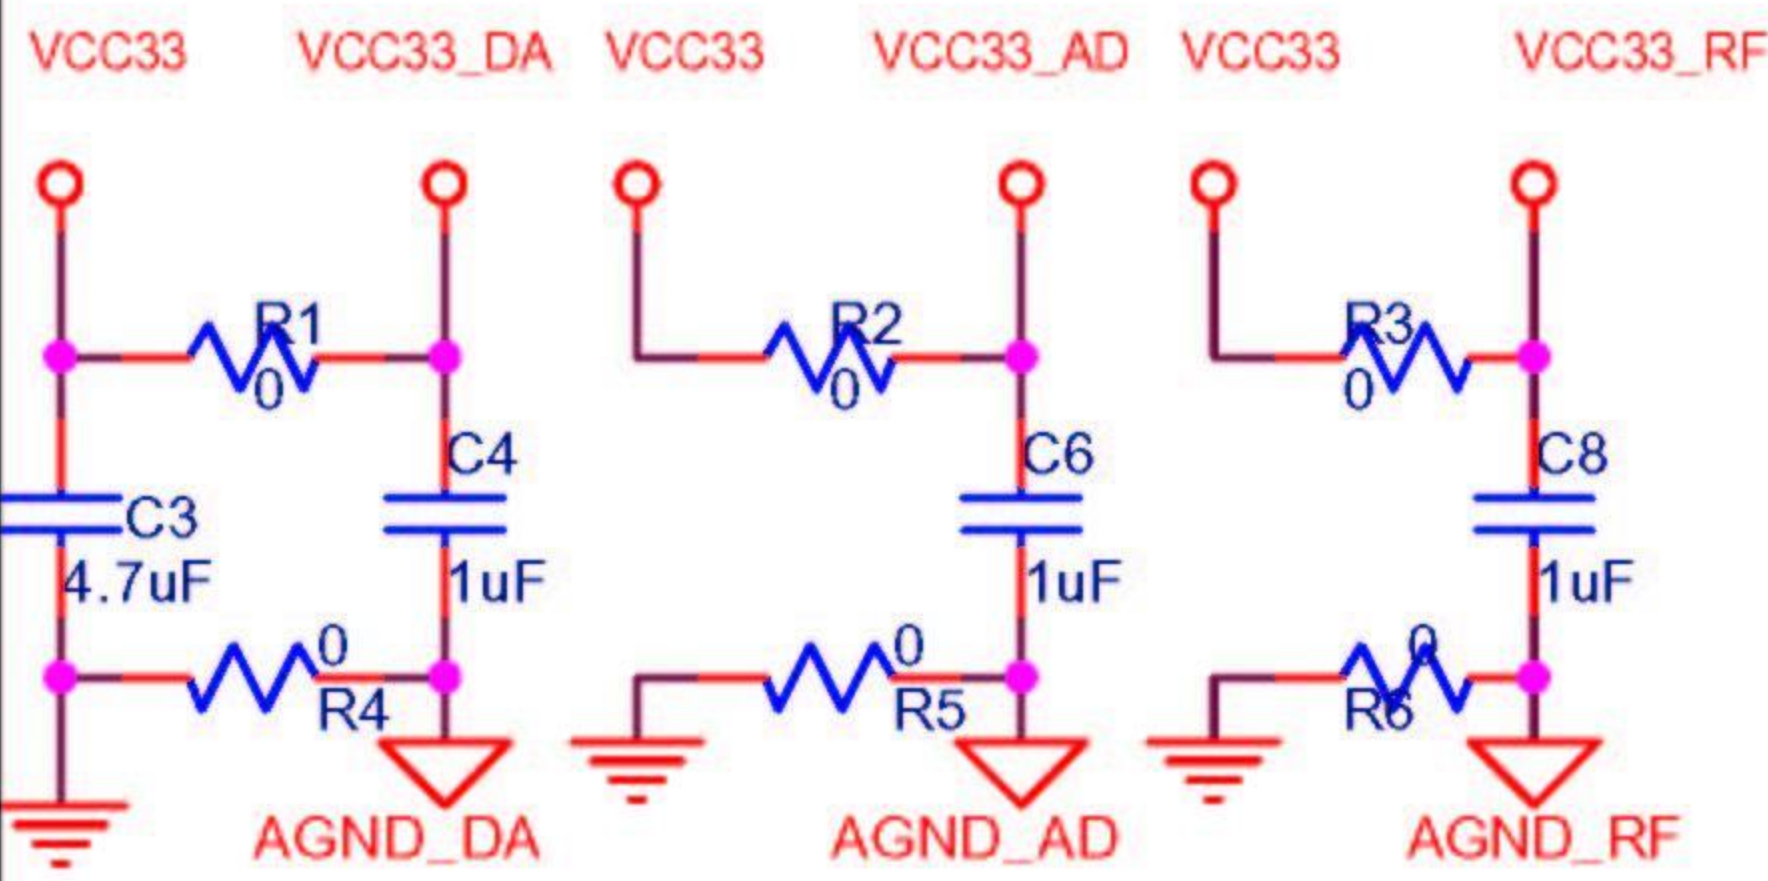 VCC33 VCC33_DA VCC33 VCC33_AD VCC33 VCC33_RF
R1 R2 R3
0 0 0
C4 C6 C8
C3
4.7uF 1uF 1uF 1uF
0 0 0
R4 R5 R6
AGND_DA AGND_AD AGND_RF